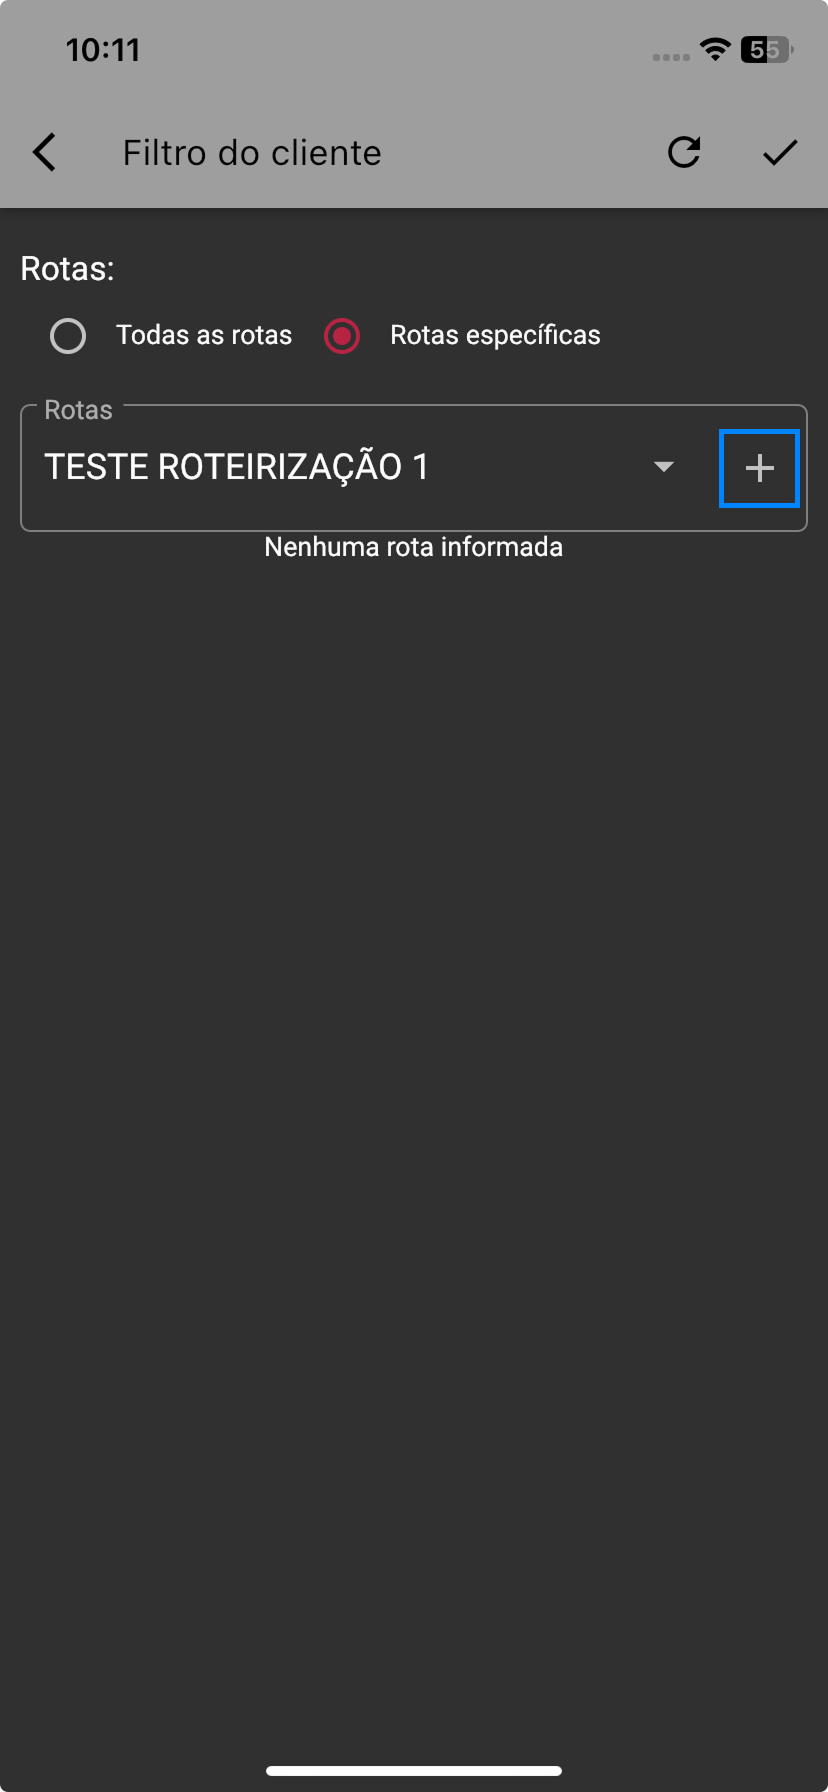 10:11
55
Filtro do cliente
Rotas:
Todas as rotas Rotas específicas
Rotas
TESTE ROTEIRIZAÇÃO 1
Nenhuma rota informada